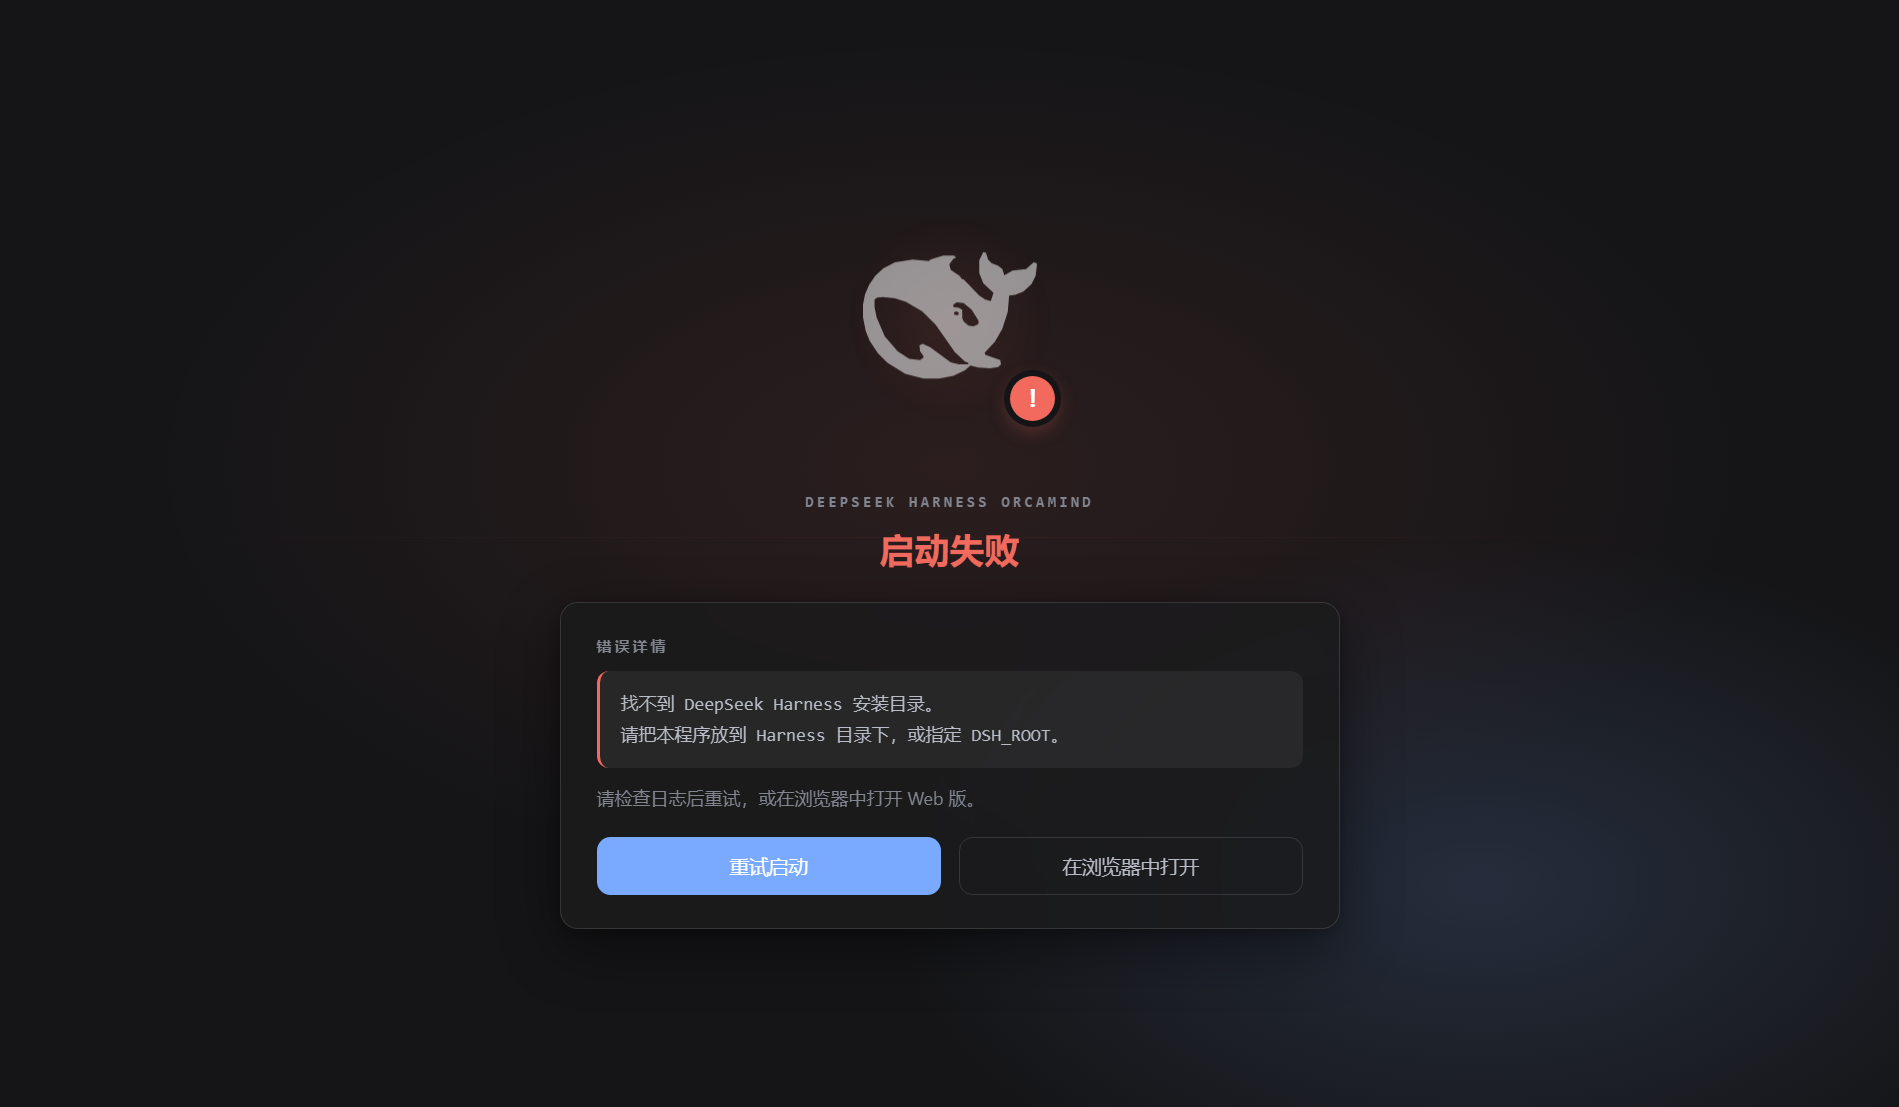 !
DEEPSEEK HARNESS ORCAMIND
启动失败
错误详情
找不到 DeepSeek Harness 安装目录。
请把本程序放到 Harness 目录下，或指定 DSH_ROOT。
请检查日志后重试，或在浏览器中打开 Web 版。
重试启动
在浏览器中打开